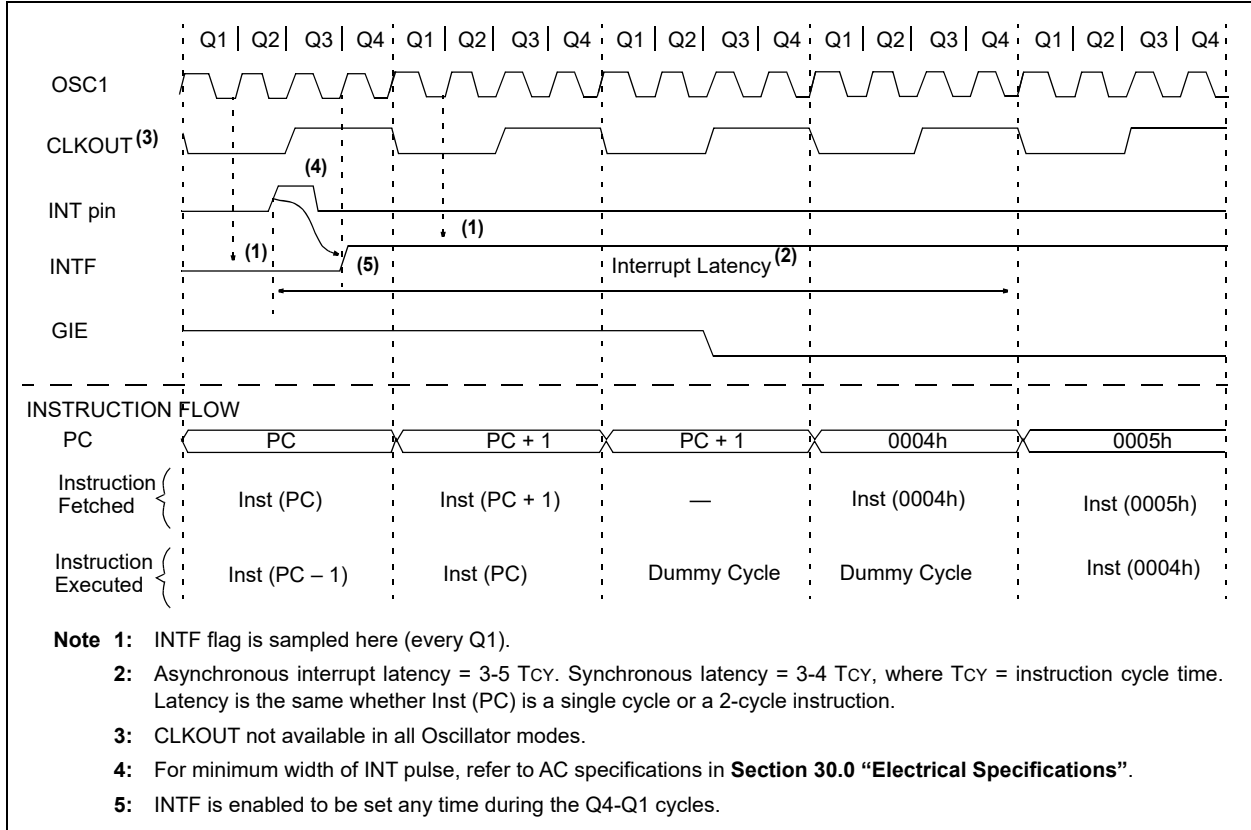 Q1 Q2 Q3 Q4 Q1 Q2 Q3 Q4 Q1 Q2 Q3 Q4 Q1 Q2 Q3 Q4 Q1 Q2 Q3 Q4
OSC1
CLKOUT (3)
(4)
INT pin
(1)
(1)
INTF
(5)
Interrupt Latency (2)
GIE
INSTRUCTION FLOW
PC PC PC + 1 PC + 1 0004h 0005h
Instruction
Fetched
Inst (PC) Inst (PC + 1) — Inst (0004h) Inst (0005h)
Instruction
Executed
Inst (PC – 1) Inst (PC) Dummy Cycle Dummy Cycle Inst (0004h)
Note 1: INTF flag is sampled here (every Q1).
2: Asynchronous interrupt latency = 3-5 TCY. Synchronous latency = 3-4 TCY, where TCY = instruction cycle time.
Latency is the same whether Inst (PC) is a single cycle or a 2-cycle instruction.
3: CLKOUT not available in all Oscillator modes.
4: For minimum width of INT pulse, refer to AC specifications in Section 30.0 “Electrical Specifications”.
5: INTF is enabled to be set any time during the Q4-Q1 cycles.